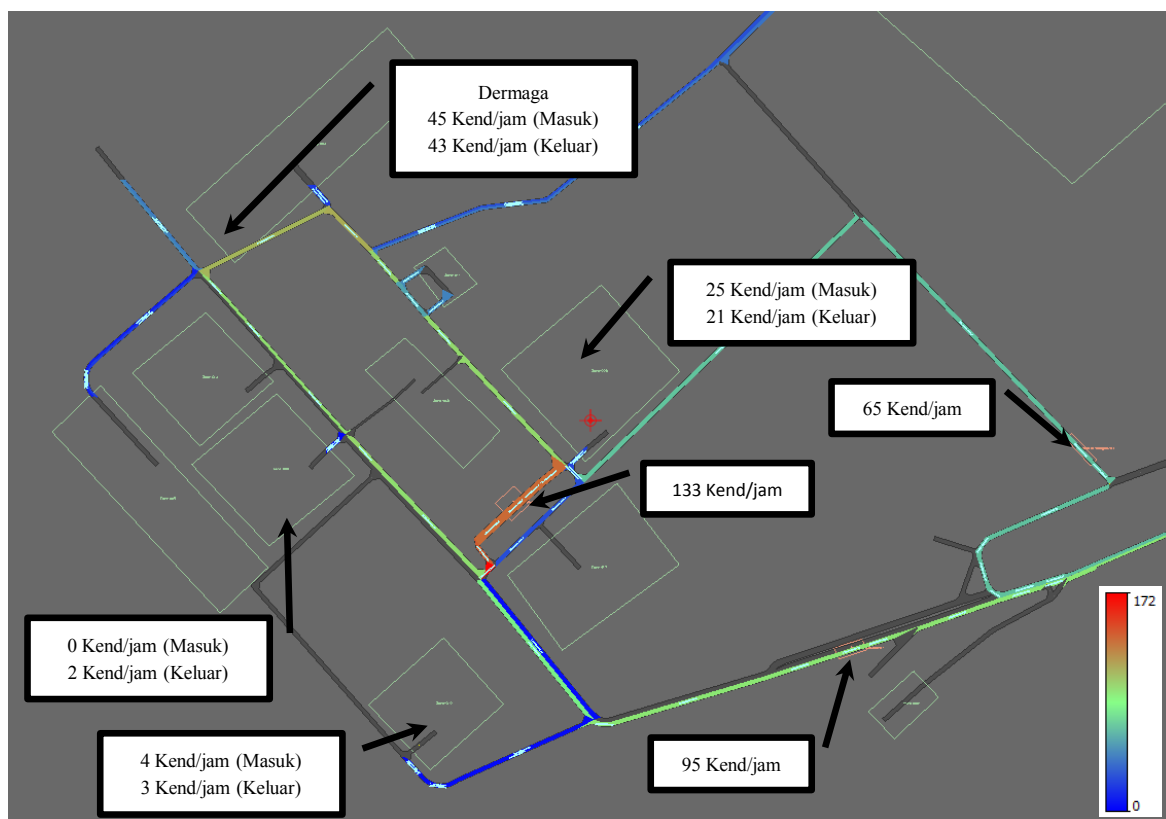 Dermaga
45 Kend/jam (Masuk)
43 Kend/jam (Keluar)
25 Kend/jam (Masuk)
21 Kend/jam (Keluar)
65 Kend/jam
133 Kend/jam
0 Kend/jam (Masuk)
2 Kend/jam (Keluar)
4 Kend/jam (Masuk)
3 Kend/jam (Keluar)
95 Kend/jam
172
0